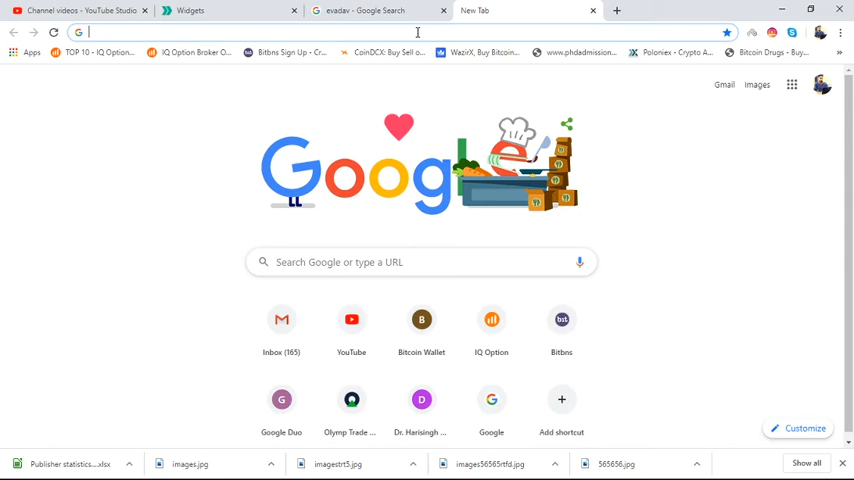 Channel videos - YouTube Studio
Widgets
evadav - Google Search
New Tab
Apps
TOP 10 - IQ Option...
IQ Option Broker O...
Bitbns Sign Up - Cr...
CoinDCX: Buy Sell o...
WazirX, Buy Bitcoin...
www.phdadmission...
Poloniex - Crypto A...
Bitcoin Drugs - Buy...
Gmail Images
Google
Search Google or type a URL
Inbox (165)
YouTube
Bitcoin Wallet
IQ Option
Bitbns
Google Duo
Olymp Trade ...
Dr. Harisingh ...
Google
Add shortcut
Customize
Publisher statistics....xlsx
images.jpg
imagestrt5.jpg
images56565rtfd.jpg
565656.jpg
Show all